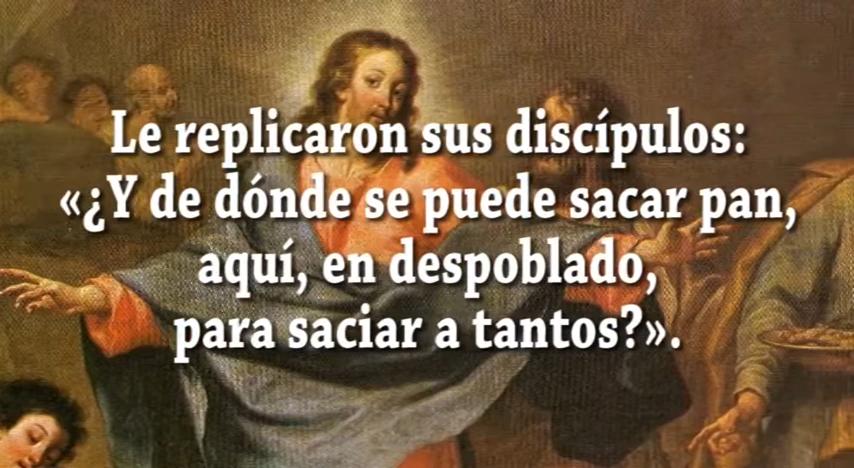 Le replicaron sus discípulos:
«¿Y de dónde se puede sacar pan,
aquí, en despoblado,
para saciar a tantos?».